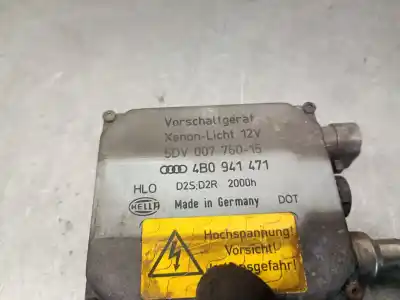 Vorschaltgerät
Xenon-Licht 12V
5DV 007 750-15
4B0 941 471
HLO D2S;D2R 2000h
HELLA Made in Germany DOT
Hochspannung!
Vorsicht!